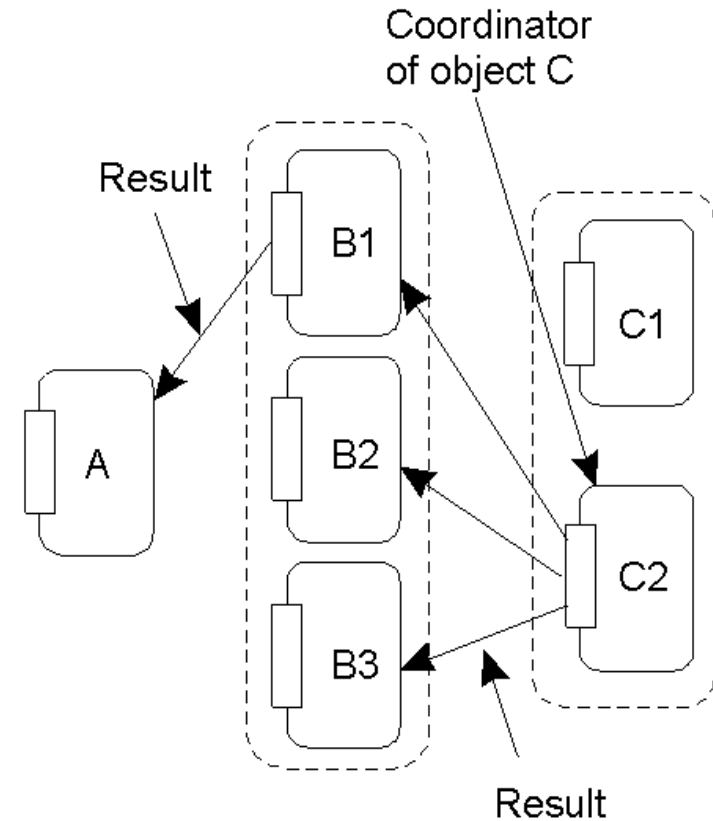 Coordinator
of object C
Result
B1
C1
A
B2
C2
B3
Result